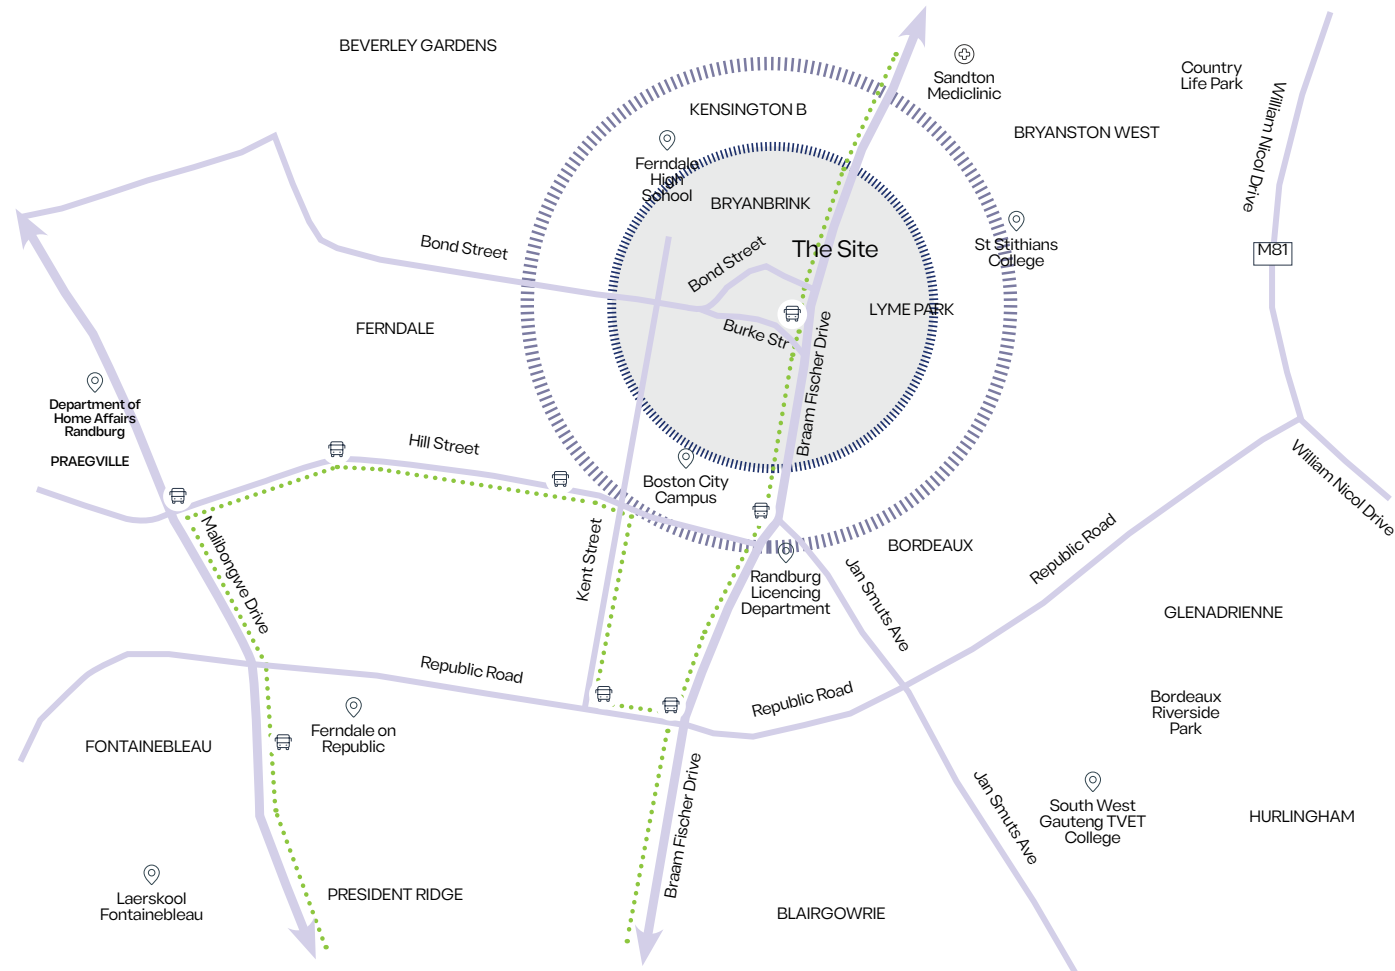 BEVERLEY GARDENS
Sandton
Mediclinic
Country
Life Park
KENSINGTON B
William Nicol Drive
BRYANSTON WEST
Ferndale
High
School
BRYANBRINK
Bond Street
Bond Street
The Site
St Stithians
College
M81
LYME PARK
FERNDALE
Burke Str
Braam Fischer Drive
Department of
Home Affairs
Randburg
PRAEGVILLE
Hill Street
William Nicol Drive
Boston City
Campus
Malibongwe Drive
Kent Street
BORDEAUX
Republic Road
Randburg
Licencing
Department
Jan Smuts Ave
GLENADRIENNE
Republic Road
Republic Road
Bordeaux
Riverside
Park
Ferndale on
Republic
FONTAINEBLEAU
Braam Fischer Drive
Jan Smuts Ave
South West
Gauteng TVET
College
HURLINGHAM
Laerskool
Fontainebleau
PRESIDENT RIDGE
BLAIRGOWRIE